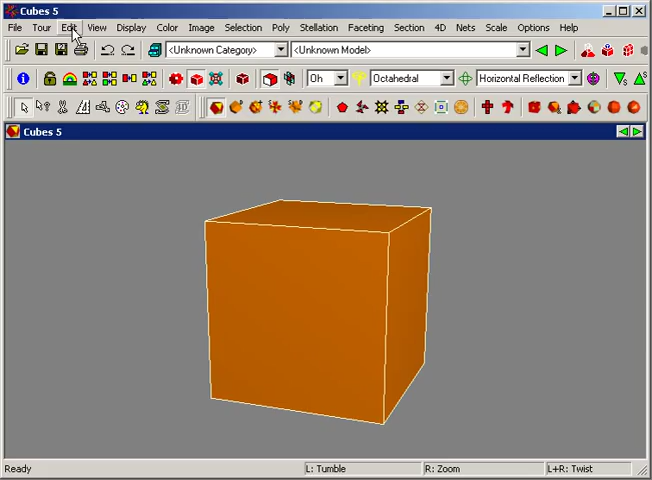 Cubes 5
File Tour Edit View Display Color Image Selection Poly Stellation Faceting Section 4D Nets Scale Options Help
<Unknown Category> <Unknown Model>
Oh Octahedral Horizontal Reflection
Cubes 5
Ready L: Tumble R: Zoom L+R: Twist